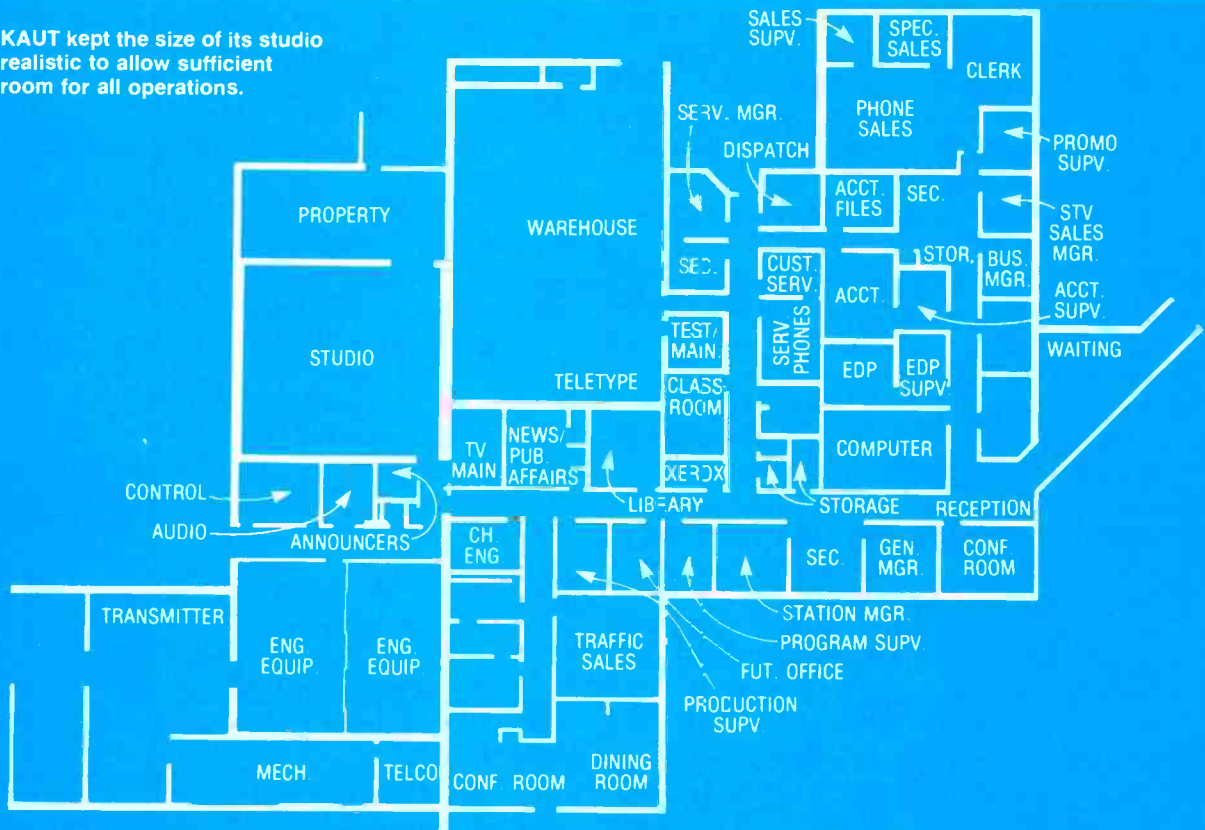 KAUT kept the size of its studio
realistic to allow sufficient
room for all operations.
SALES
SUPV.
SPEC.
SALES
CLERK
PHONE
SALES
SERV. MGR.
DISPATCH
PROMO
SUPV.
PROPERTY
WAREHOUSE
ACCT.
FILES
SEC.
STV
SALES
MGR.
SEC.
CUST.
SERV.
STOR.
BUS.
MGR.
ACCT.
ACCT.
SUPV.
STUDIO
TEST/
MAIN.
SERV
PHONES
WAITING
TELETYPE
CLASS
ROOM
EDP
EDP
SUPV.
TV
MAIN
NEWS/
PUB.
AFFAIRS
COMPUTER
XEROX
CONTROL
LIBRARY
STORAGE
RECEPTION
AUDIO
ANNOUNCERS
CH.
ENG.
SEC.
GEN.
MGR.
CONF.
ROOM
TRANSMITTER
STATION MGR.
ENG.
EQUIP.
ENG.
EQUIP.
TRAFFIC
SALES
PROGRAM SUPV.
FUT. OFFICE
PRODUCTION
SUPV.
MECH.
TELCO
CONF. ROOM
DINING
ROOM